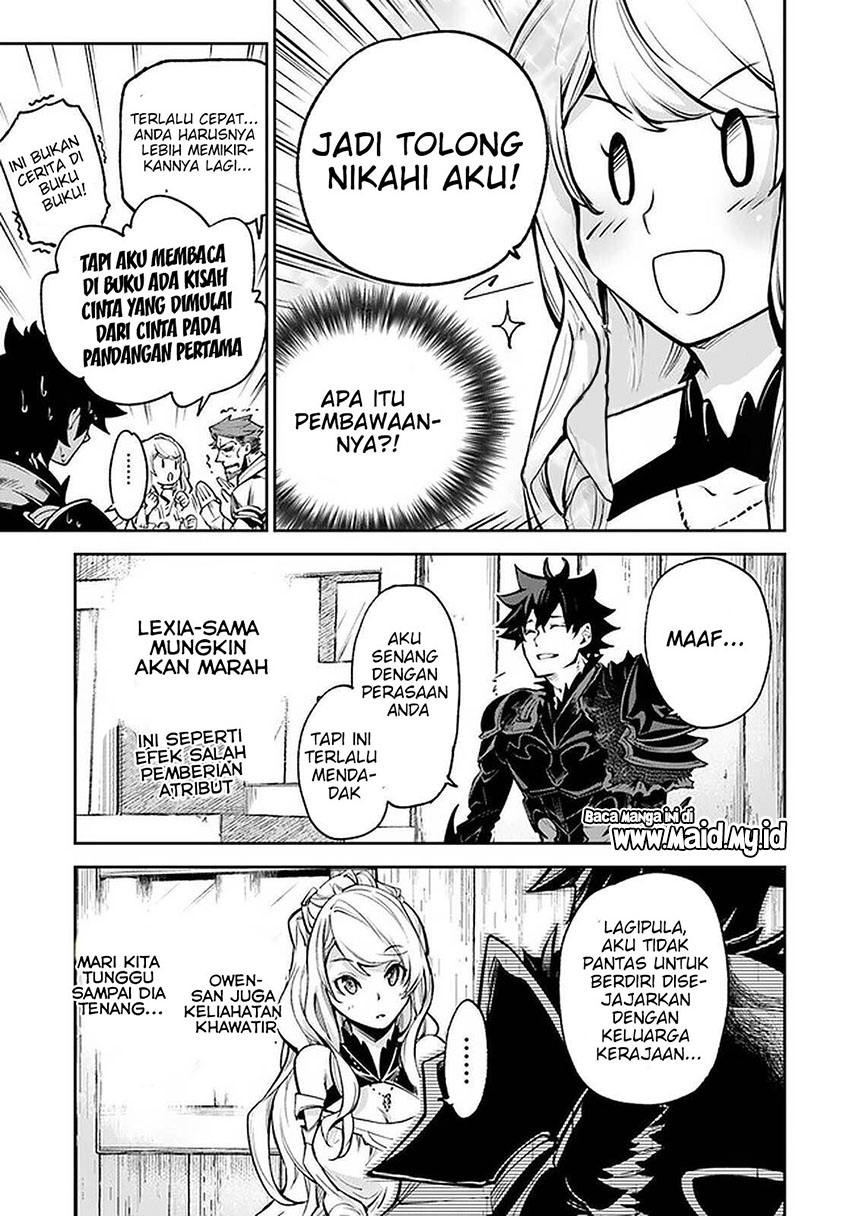 JADI TOLONG
NIKAHI AKU!
APA ITU
PEMBAWAAN-
NYA?!
TERLALU CEPAT...
ANDA HARUSNYA
LEBIH MEMIKIR-
KANNYA LAGI...
INI BUKAN
CERITA DI
BUKU
BUKU!
TAPI AKU MEMBACA
DI BUKU ADA KISAH
CINTA YANG DIMULAI
DARI CINTA PADA
PANDANGAN PERTAMA
......
MAAF...
AKU
SENANG
DENGAN
PERASAAN
ANDA
TAPI INI
TERLALU
MENDA-
DAK
LEXIA-SAMA
MUNGKIN
AKAN MARAH
INI SEPERTI
EFEK SALAH
PEMBERIAN
ATRIBUT
Baca Manga ini di
www.Maid.My.id
LAGIPULA,
AKU TIDAK
PANTAS UNTUK
BERDIRI DISE-
JAJARKAN
DENGAN
KELUARGA
KERAJAAN...
......
OWEN-
SAN JUGA
KELIAHATAN
KHAWATIR
MARI KITA
TUNGGU
SAMPAI DIA
TENANG...